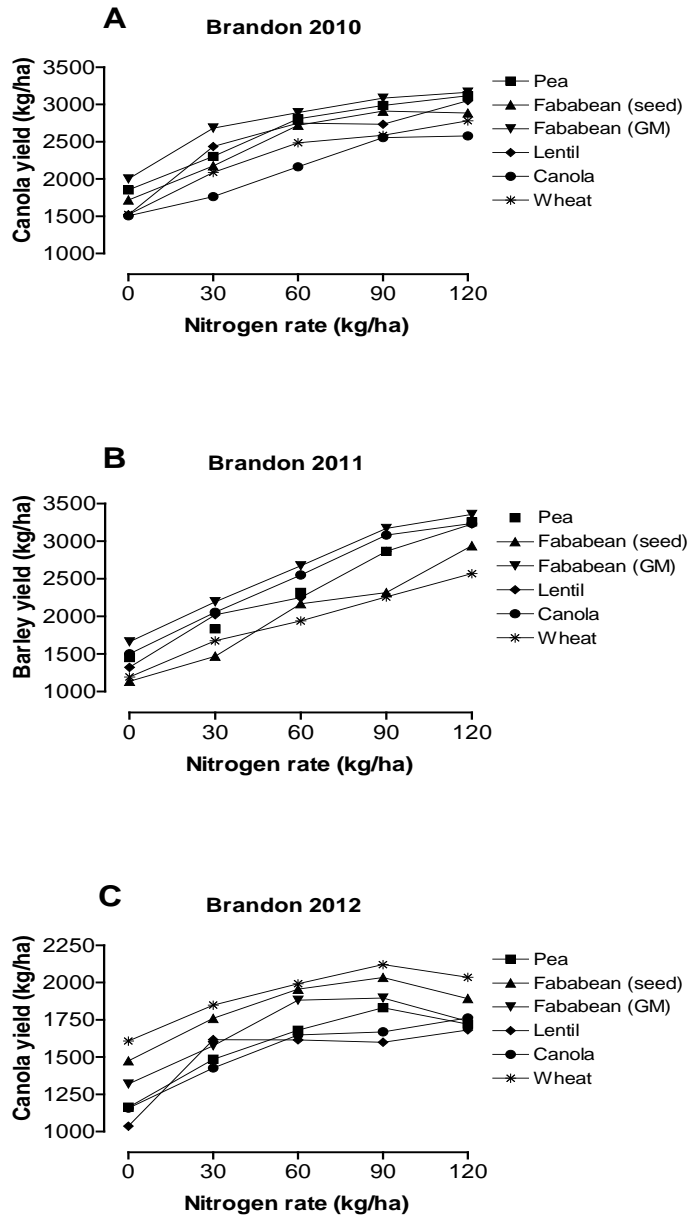 A
Brandon 2010
Canola yield (kg/ha)
3500
3000
2500
2000
1500
1000
0 30 60 90 120
Nitrogen rate (kg/ha)
Pea
Fababean (seed)
Fababean (GM)
Lentil
Canola
Wheat
B
Brandon 2011
Barley yield (kg/ha)
3500
3000
2500
2000
1500
1000
0 30 60 90 120
Nitrogen rate (kg/ha)
Pea
Fababean (seed)
Fababean (GM)
Lentil
Canola
Wheat
C
Brandon 2012
Canola yield (kg/ha)
2250
2000
1750
1500
1250
1000
0 30 60 90 120
Nitrogen rate (kg/ha)
Pea
Fababean (seed)
Fababean (GM)
Lentil
Canola
Wheat